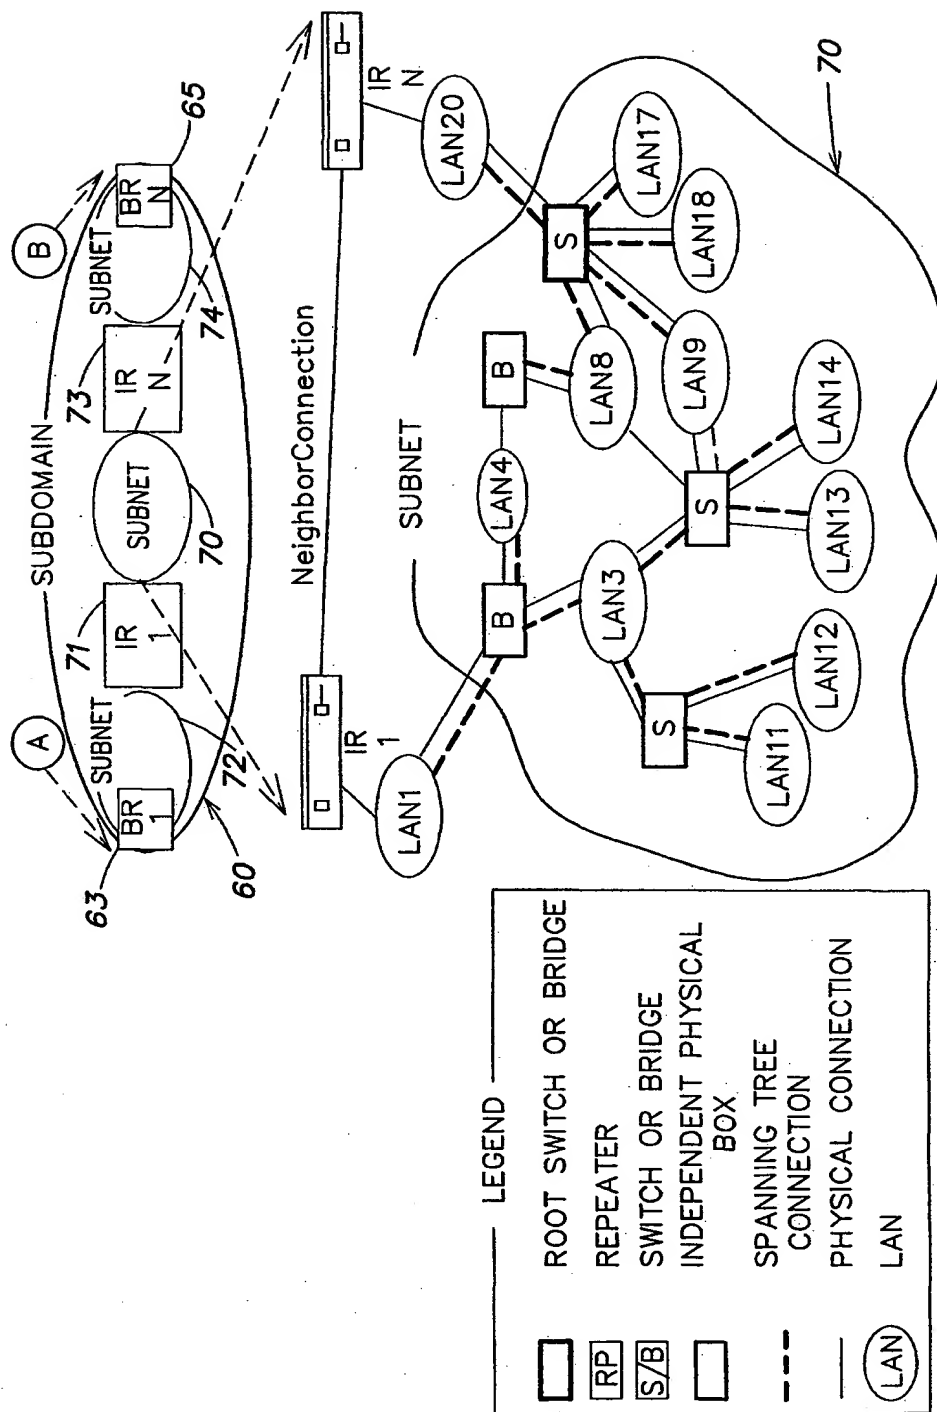 A
B
SUBDOMAIN
63
BR
1
SUBNET
72
60
71
IR
1
SUBNET
70
73
IR
N
SUBNET
74
BR
N
65
NeighborConnection
IR
1
IR
N
LAN1
LAN20
SUBNET
B
LAN4
B
S
LAN17
LAN18
LAN8
LAN9
LAN3
S
S
LAN11
LAN12
LAN13
LAN14
70
LEGEND
ROOT SWITCH OR BRIDGE
RP REPEATER
S/B SWITCH OR BRIDGE
INDEPENDENT PHYSICAL
BOX
SPANNING TREE
CONNECTION
PHYSICAL CONNECTION
LAN LAN